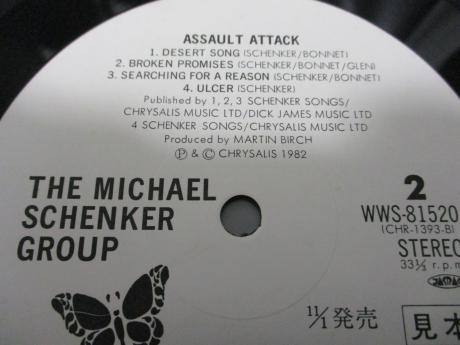 ASSAULT ATTACK
1. DESERT SONG (SCHENKER/BONNET)
2. BROKEN PROMISES (SCHENKER/BONNET/GLEN)
3. SEARCHING FOR A REASON (SCHENKER/BONNET)
4. ULCER (SCHENKER)
Published by 1, 2, 3 SCHENKER SONGS/
CHRYSALIS MUSIC LTD/DICK JAMES MUSIC LTD
4 SCHENKER SONGS/CHRYSALIS MUSIC LTD
Produced by MARTIN BIRCH
Ⓟ & © CHRYSALIS 1982
THE MICHAEL
SCHENKER
GROUP
2
WWS-81520
(CHR-1393-B)
STEREO
33⅓ r.p.m
11/1 発売
見本